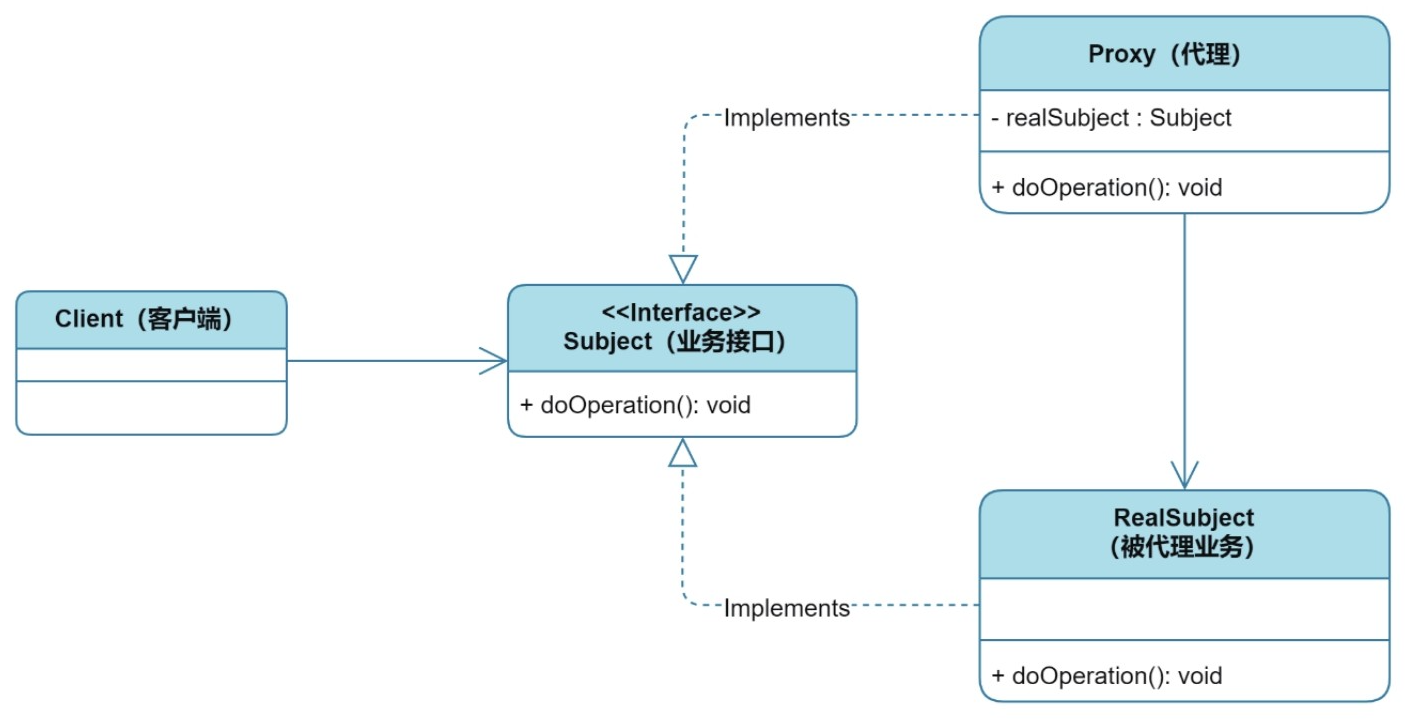 Proxy（代理）
- realSubject : Subject
+ doOperation(): void
Implements
Client（客户端）
<<Interface>>
Subject（业务接口）
+ doOperation(): void
Implements
RealSubject
（被代理业务）
+ doOperation(): void